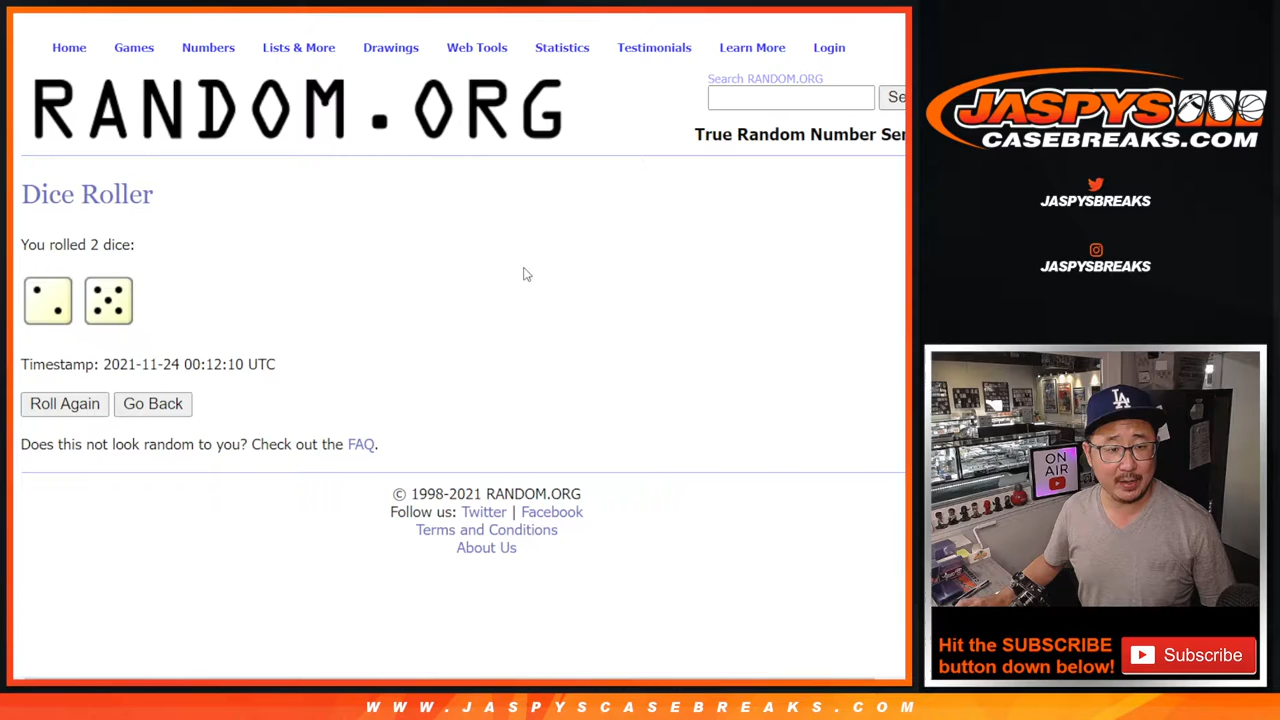 Home Games Numbers Lists & More Drawings Web Tools Statistics Testimonials Learn More Login
RANDOM.ORG
Search RANDOM.ORG
Se
True Random Number Ser
Dice Roller
You rolled 2 dice:
Timestamp: 2021-11-24 00:12:10 UTC
Roll Again Go Back
Does this not look random to you? Check out the FAQ.
© 1998-2021 RANDOM.ORG
Follow us: Twitter | Facebook
Terms and Conditions
About Us
JASPYS
CASEBREAKS.COM
JASPYSBREAKS
JASPYSBREAKS
LA
ON
AIR
Hit the SUBSCRIBE
button down below!
Subscribe
WWW.JASPYSCASEBREAKS.COM